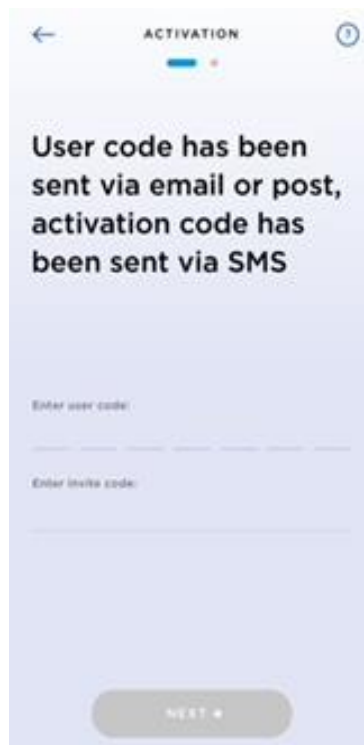 ACTIVATION
?
User code has been
sent via email or post,
activation code has
been sent via SMS
Enter user code:
Enter invite code:
NEXT